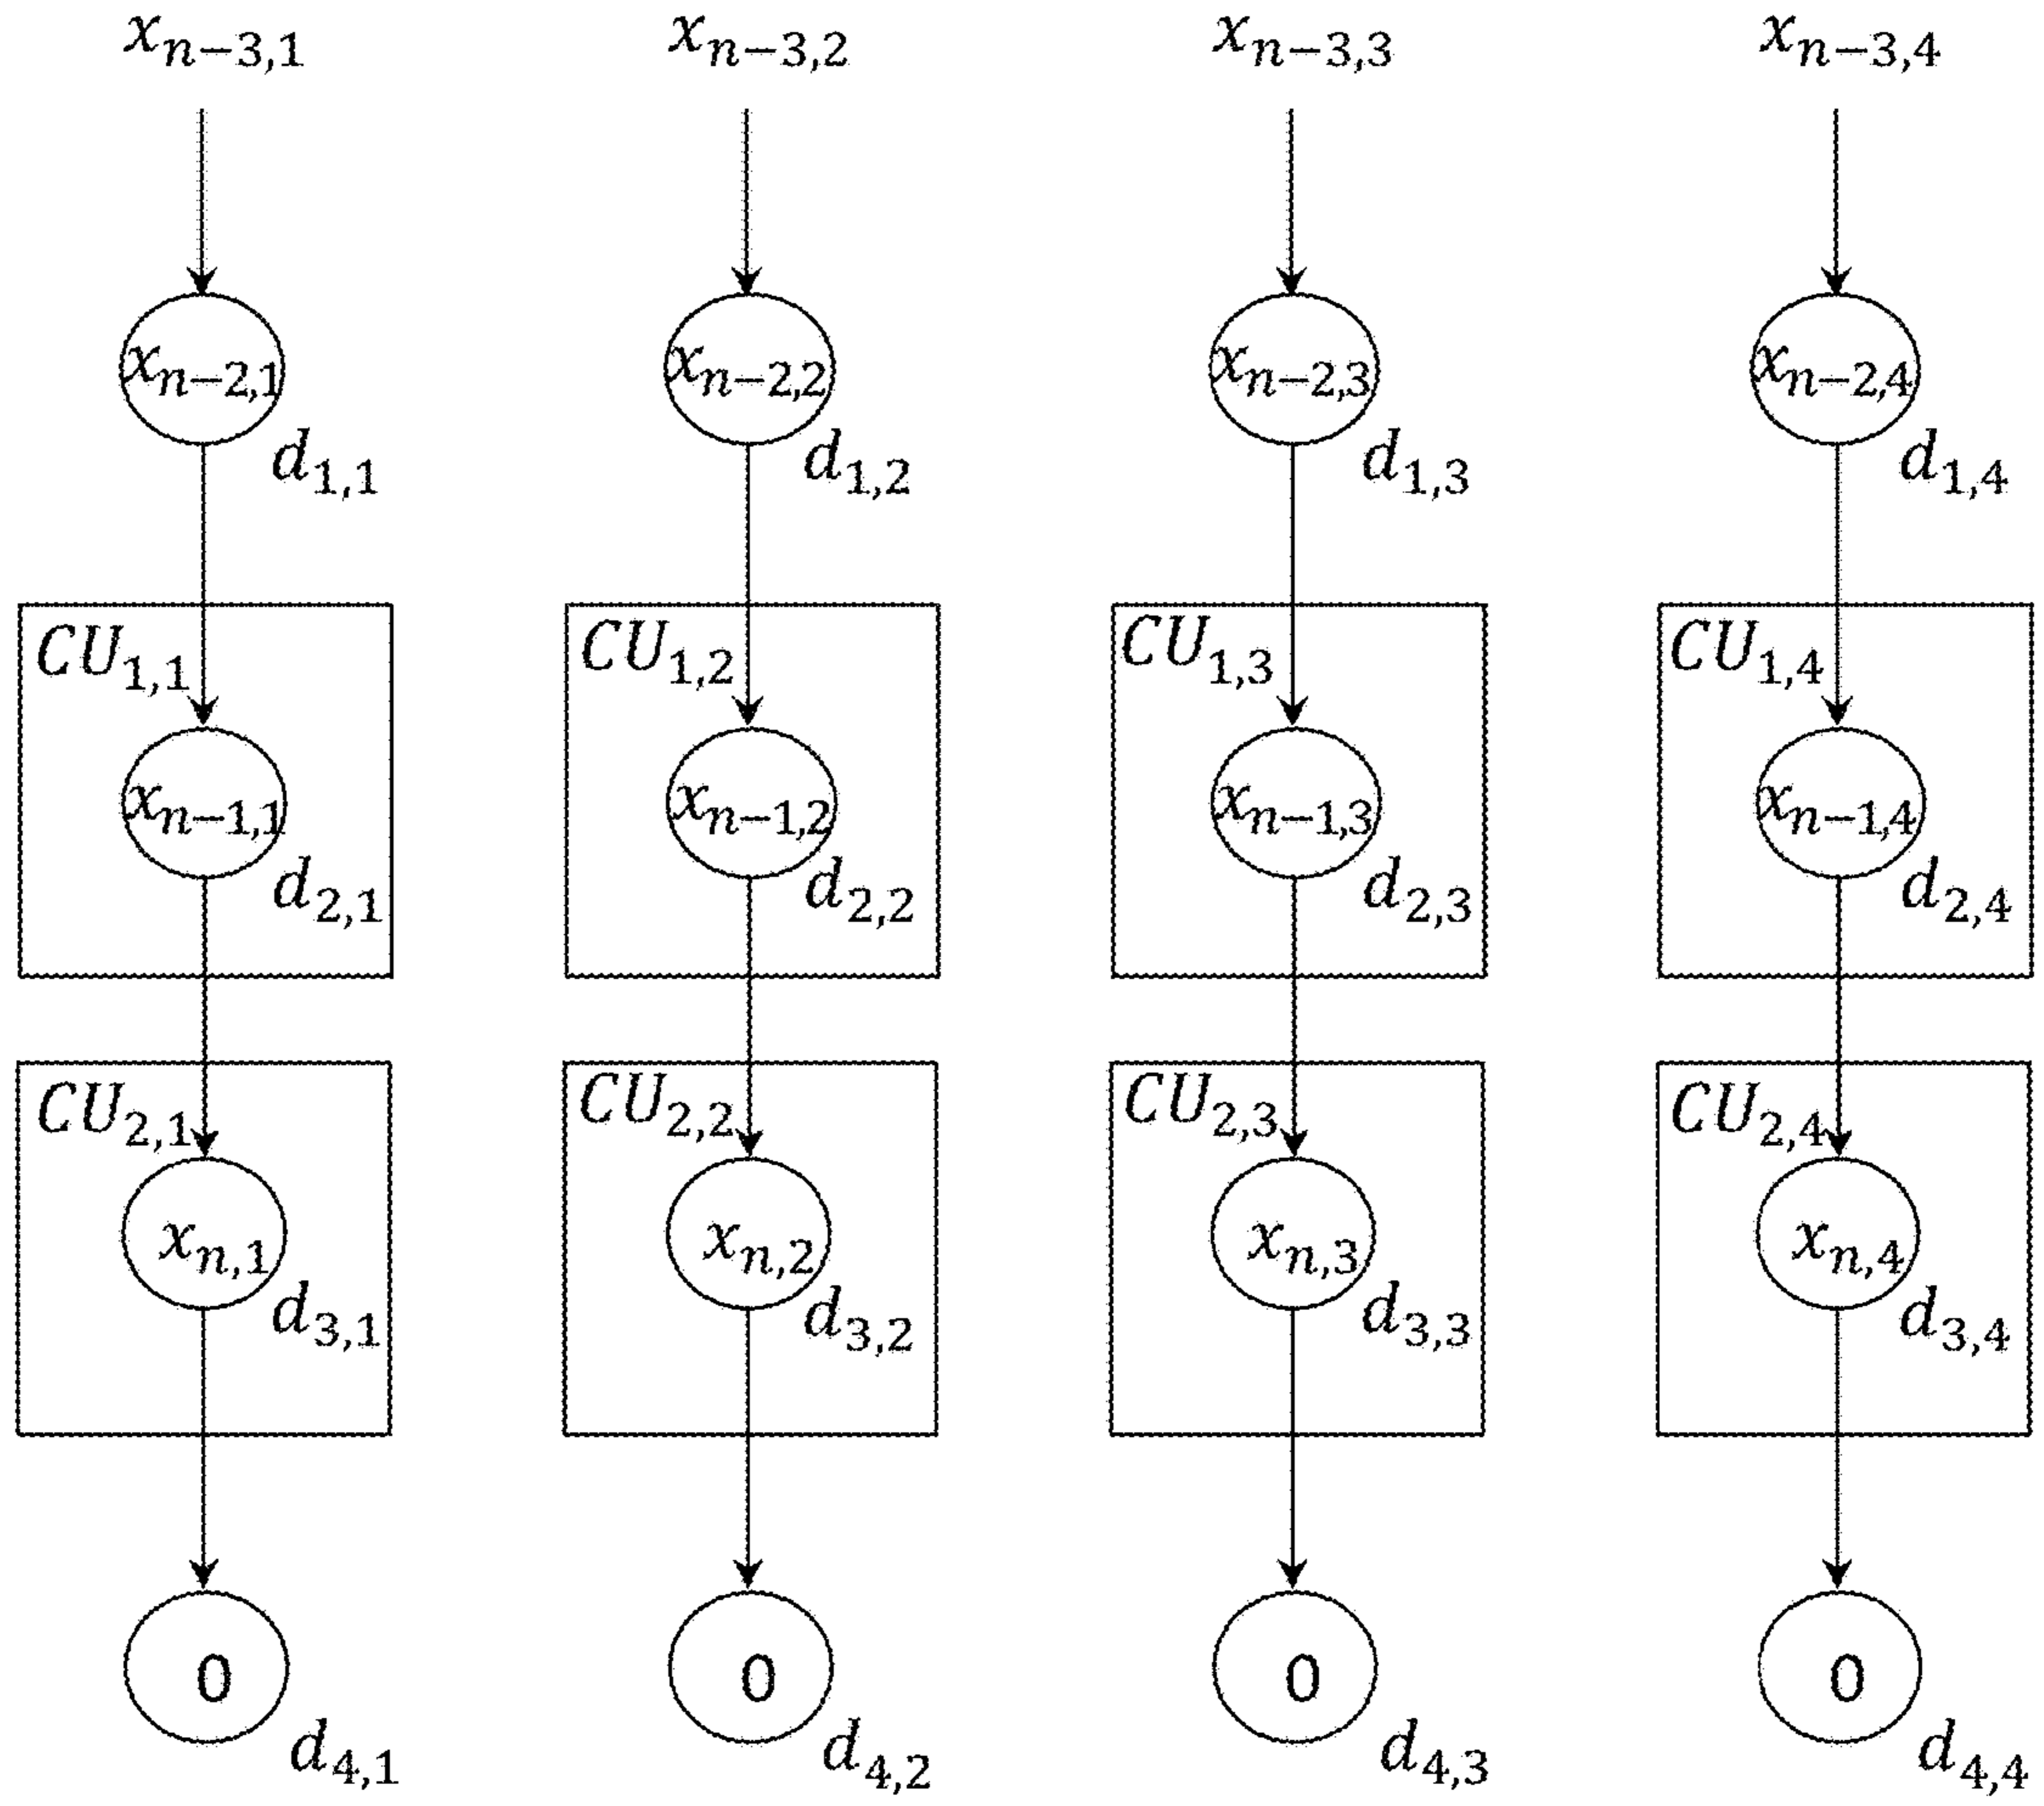 x_{n−3,1} x_{n−3,2} x_{n−3,3} x_{n−3,4}
x_{n−2,1} x_{n−2,2} x_{n−2,3} x_{n−2,4}
d_{1,1} d_{1,2} d_{1,3} d_{1,4}
CU_{1,1} CU_{1,2} CU_{1,3} CU_{1,4}
x_{n−1,1} x_{n−1,2} x_{n−1,3} x_{n−1,4}
d_{2,1} d_{2,2} d_{2,3} d_{2,4}
CU_{2,1} CU_{2,2} CU_{2,3} CU_{2,4}
x_{n,1} x_{n,2} x_{n,3} x_{n,4}
d_{3,1} d_{3,2} d_{3,3} d_{3,4}
0 0 0 0
d_{4,1} d_{4,2} d_{4,3} d_{4,4}